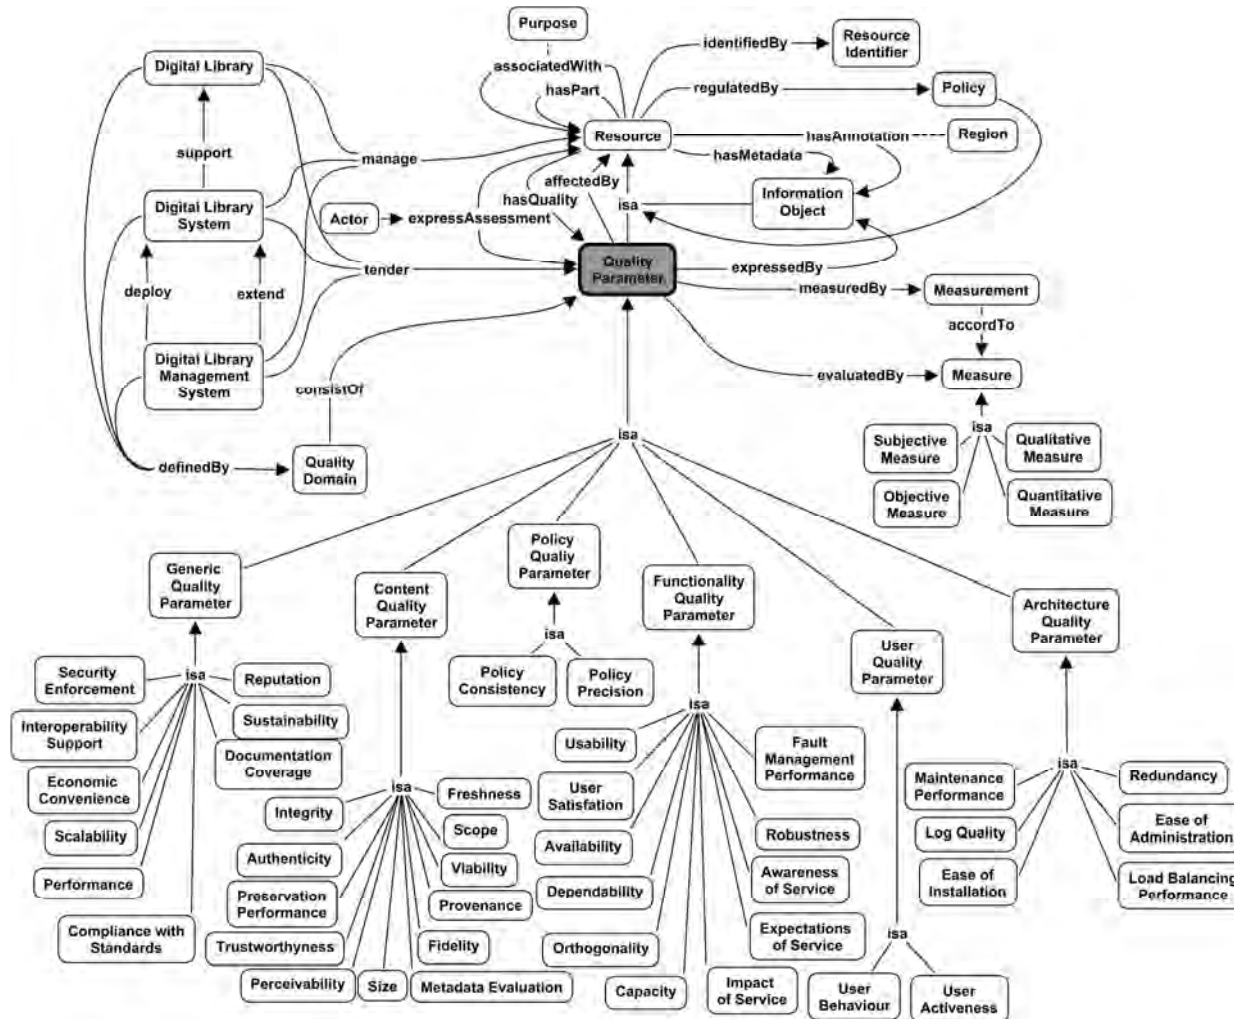 Purpose
identifiedBy
Resource
Identifier
Digital Library
associatedWith
hasPart
regulatedBy
Policy
Resource
hasAnnotation
Region
support
manage
hasMetadata
affectedBy
hasQuality
isa
Information
Object
Digital Library
System
Actor
expressAssessment
Quality
Parameter
expressedBy
tender
deploy
extend
measuredBy
Measurement
accordTo
Digital Library
Management
System
consistOf
evaluatedBy
Measure
isa
isa
Subjective
Measure
Qualitative
Measure
definedBy
Quality
Domain
Objective
Measure
Quantitative
Measure
Generic
Quality
Parameter
Content
Quality
Parameter
Policy
Qualiy
Parameter
Functionality
Quality
Parameter
User
Quality
Parameter
Architecture
Quality
Parameter
isa
Security
Enforcement
Reputation
Interoperability
Support
Sustainability
Economic
Convenience
Documentation
Coverage
Scalability
Performance
Compliance with
Standards
isa
Integrity
Freshness
Authenticity
Scope
Viability
Preservation
Performance
Provenance
Trustworthyness
Fidelity
Perceivability
Size
Metadata Evaluation
isa
Policy
Consistency
Policy
Precision
isa
Usability
Fault
Management
Performance
User
Satisfation
Availability
Robustness
Dependability
Awareness
of Service
Orthogonality
Expectations
of Service
Capacity
Impact
of Service
isa
User
Behaviour
User
Activeness
isa
Maintenance
Performance
Redundancy
Log Quality
Ease of
Administration
Ease of
Installation
Load Balancing
Performance